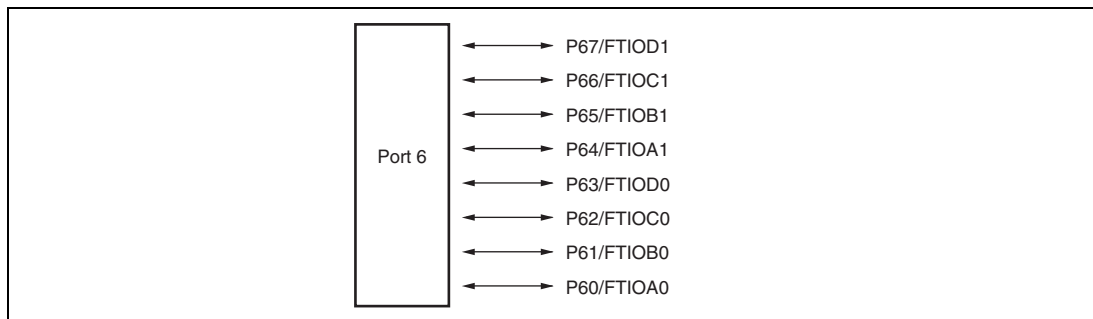 P67/FTIOD1
P66/FTIOC1
P65/FTIOB1
P64/FTIOA1
Port 6
P63/FTIOD0
P62/FTIOC0
P61/FTIOB0
P60/FTIOA0